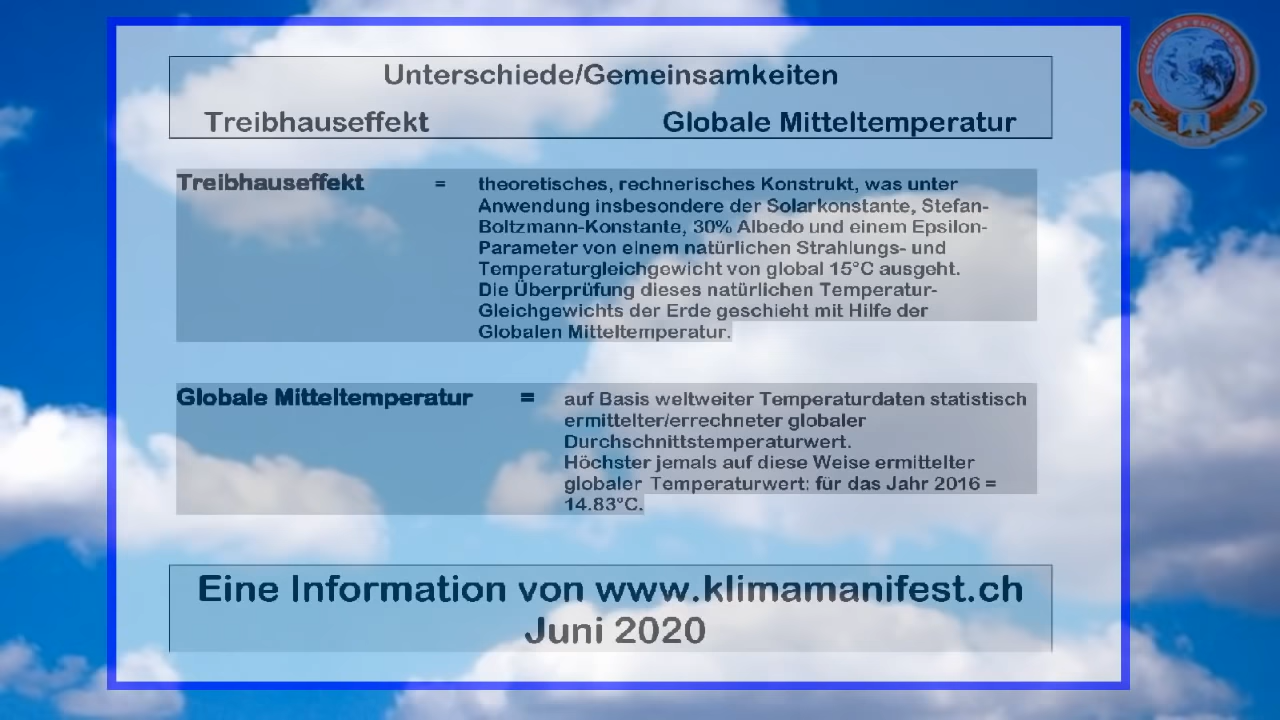 Unterschiede/Gemeinsamkeiten
Treibhauseffekt Globale Mitteltemperatur
Treibhauseffekt = theoretisches, rechnerisches Konstrukt, was unter
Anwendung insbesondere der Solarkonstante, Stefan-
Boltzmann-Konstante, 30% Albedo und einem Epsilon-
Parameter von einem natürlichen Strahlungs- und
Temperaturgleichgewicht von global 15°C ausgeht.
Die Überprüfung dieses natürlichen Temperatur-
Gleichgewichts der Erde geschieht mit Hilfe der
Globalen Mitteltemperatur.
Globale Mitteltemperatur = auf Basis weltweiter Temperaturdaten statistisch
ermittelter/errechneter globaler
Durchschnittstemperaturwert.
Höchster jemals auf diese Weise ermittelter
globaler Temperaturwert: für das Jahr 2016 =
14.83°C.
Eine Information von www.klimamanifest.ch
Juni 2020